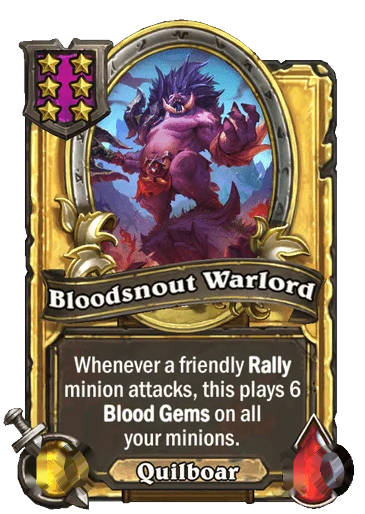 Bloodsnout Warlord
Whenever a friendly Rally
minion attacks, this plays 6
Blood Gems on all
your minions.
Quilboar